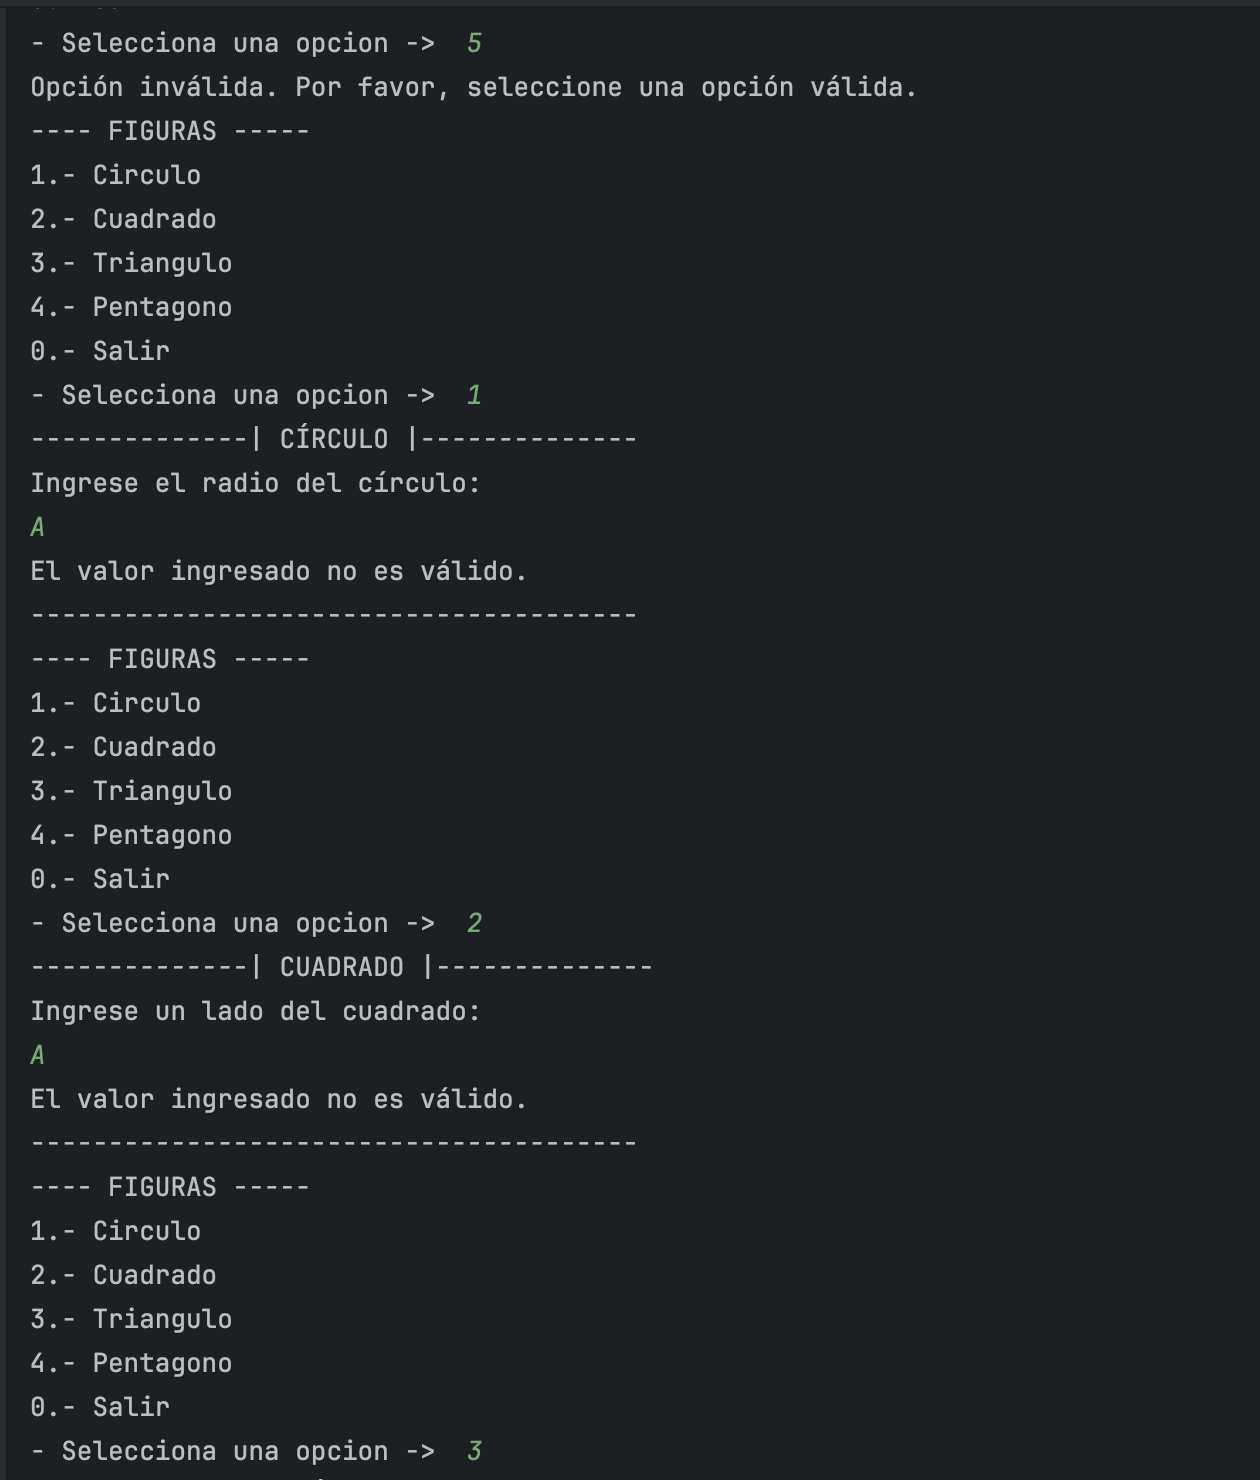 - Selecciona una opcion ->  5
Opción inválida. Por favor, seleccione una opción válida.
---- FIGURAS -----
1.- Circulo
2.- Cuadrado
3.- Triangulo
4.- Pentagono
0.- Salir
- Selecciona una opcion ->  1
--------------| CÍRCULO |--------------
Ingrese el radio del círculo:
A
El valor ingresado no es válido.
---------------------------------------
---- FIGURAS -----
1.- Circulo
2.- Cuadrado
3.- Triangulo
4.- Pentagono
0.- Salir
- Selecciona una opcion ->  2
--------------| CUADRADO |--------------
Ingrese un lado del cuadrado:
A
El valor ingresado no es válido.
---------------------------------------
---- FIGURAS -----
1.- Circulo
2.- Cuadrado
3.- Triangulo
4.- Pentagono
0.- Salir
- Selecciona una opcion ->  3